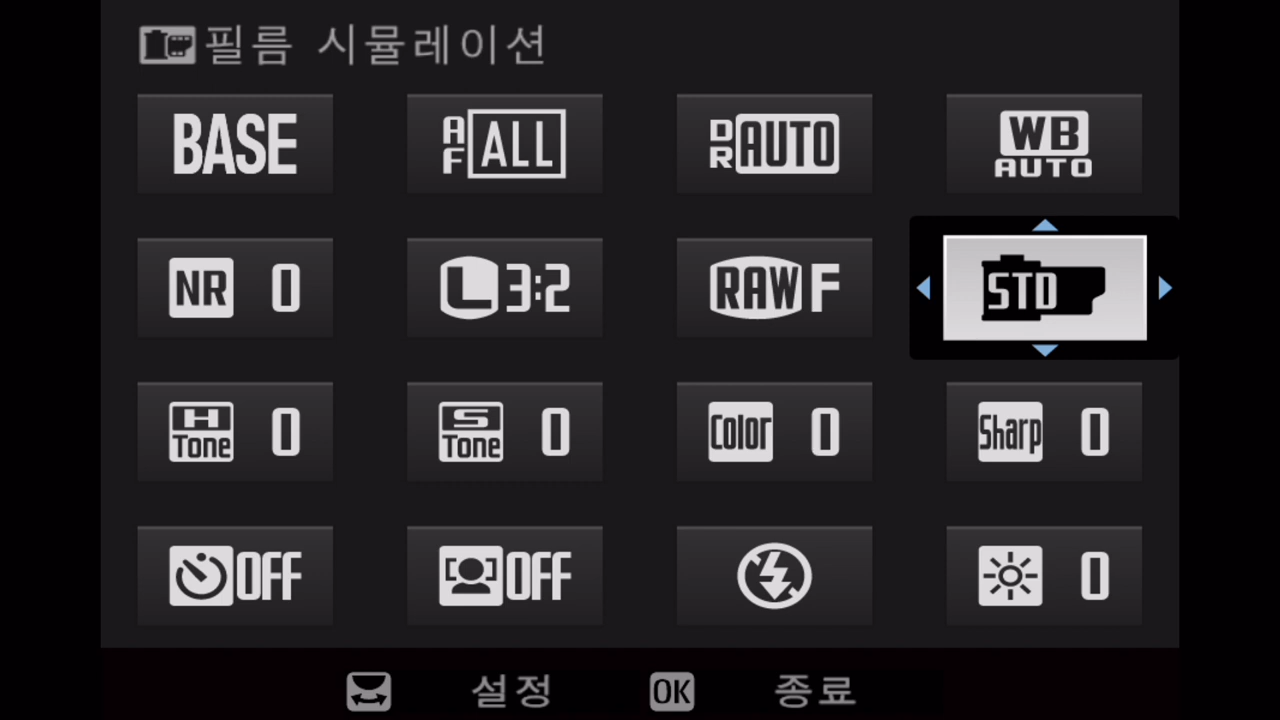 필름 시뮬레이션
BASE AF ALL DR AUTO WB AUTO
NR 0 L 3:2 RAW F STD
H Tone 0 S Tone 0 Color 0 Sharp 0
OFF OFF 0
설정 OK 종료